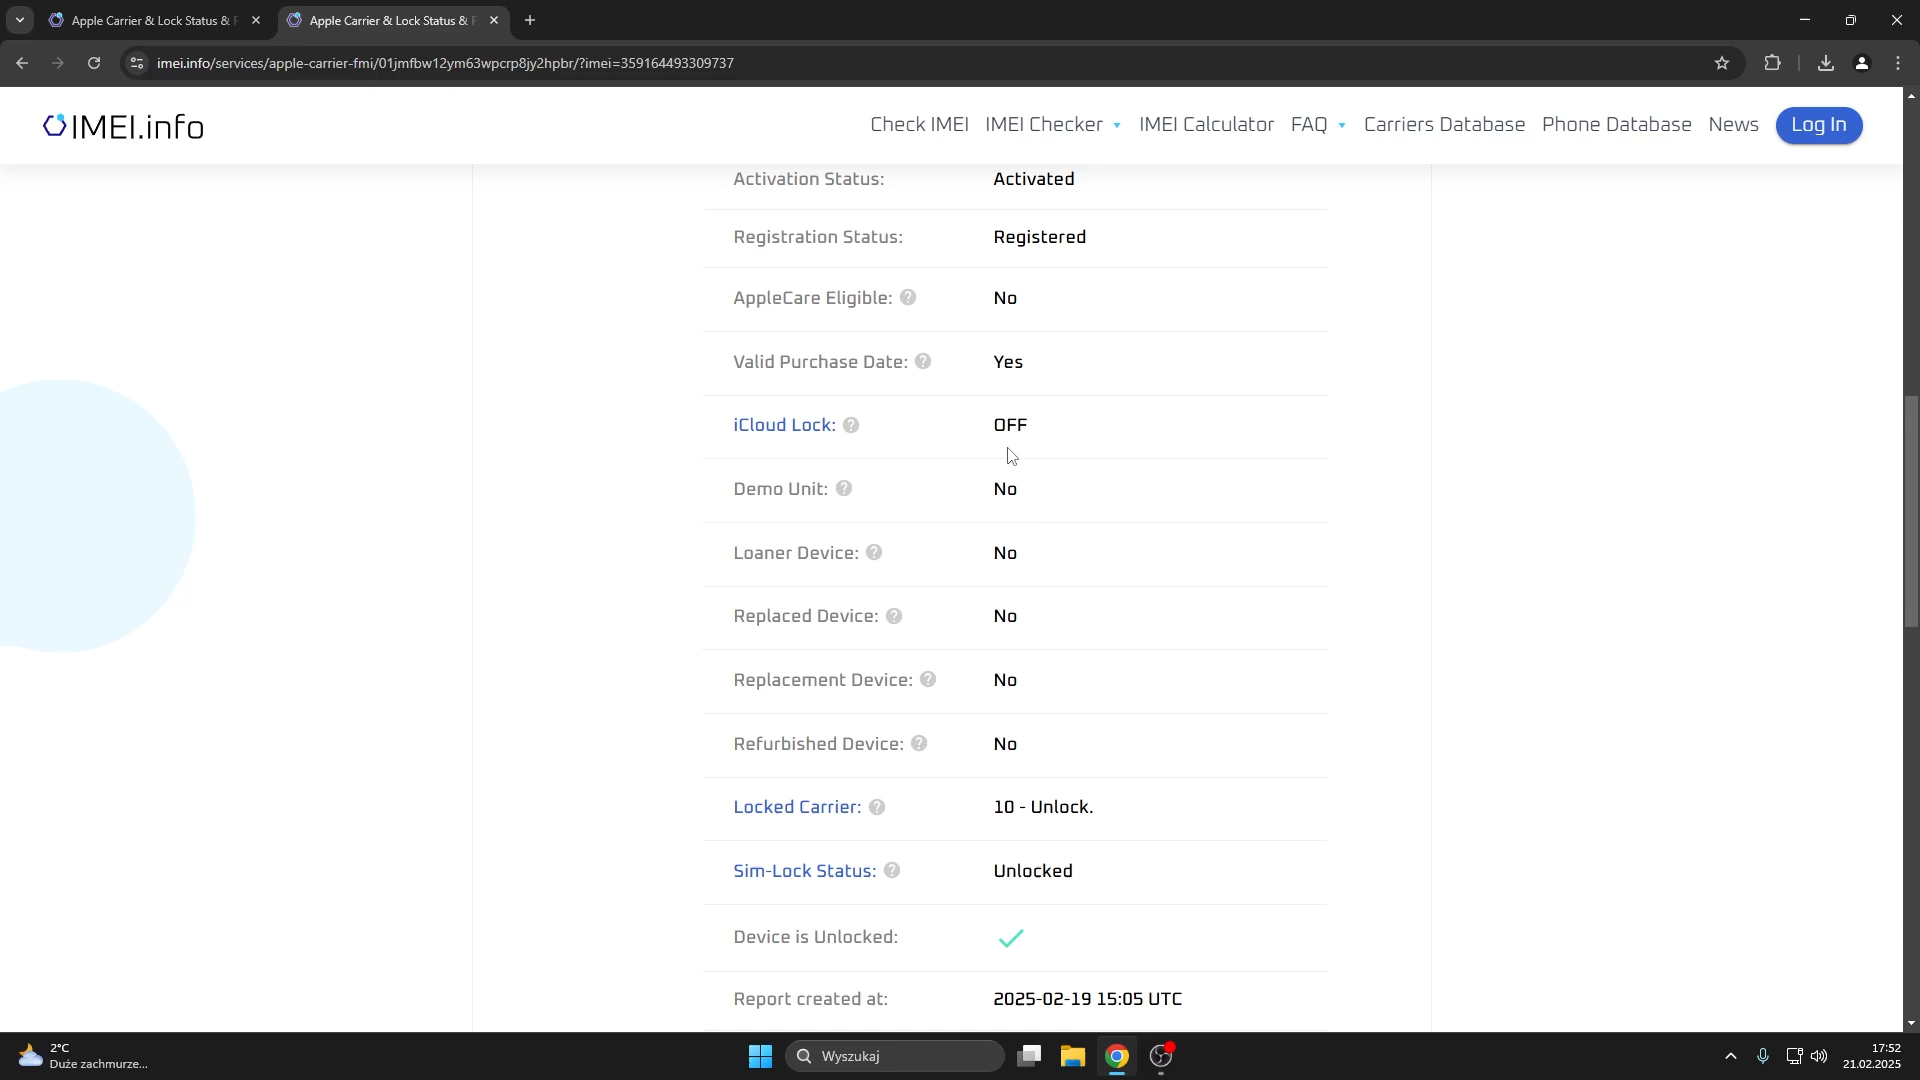 Apple Carrier & Lock Status & F
Apple Carrier & Lock Status & F
imei.info/services/apple-carrier-fmi/01jmfbw12ym63wpcrp8jy2hpbr/?imei=359164493309737
IMEI.info
Check IMEI IMEI Checker IMEI Calculator FAQ Carriers Database Phone Database News Log In
Activation Status: Activated
Registration Status: Registered
AppleCare Eligible: ? No
Valid Purchase Date: ? Yes
iCloud Lock: ? OFF
Demo Unit: ? No
Loaner Device: ? No
Replaced Device: ? No
Replacement Device: ? No
Refurbished Device: ? No
Locked Carrier: ? 10 - Unlock.
Sim-Lock Status: ? Unlocked
Device is Unlocked:
Report created at: 2025-02-19 15:05 UTC
2°C
Duże zachmurze...
Wyszukaj
17:52
21.02.2025